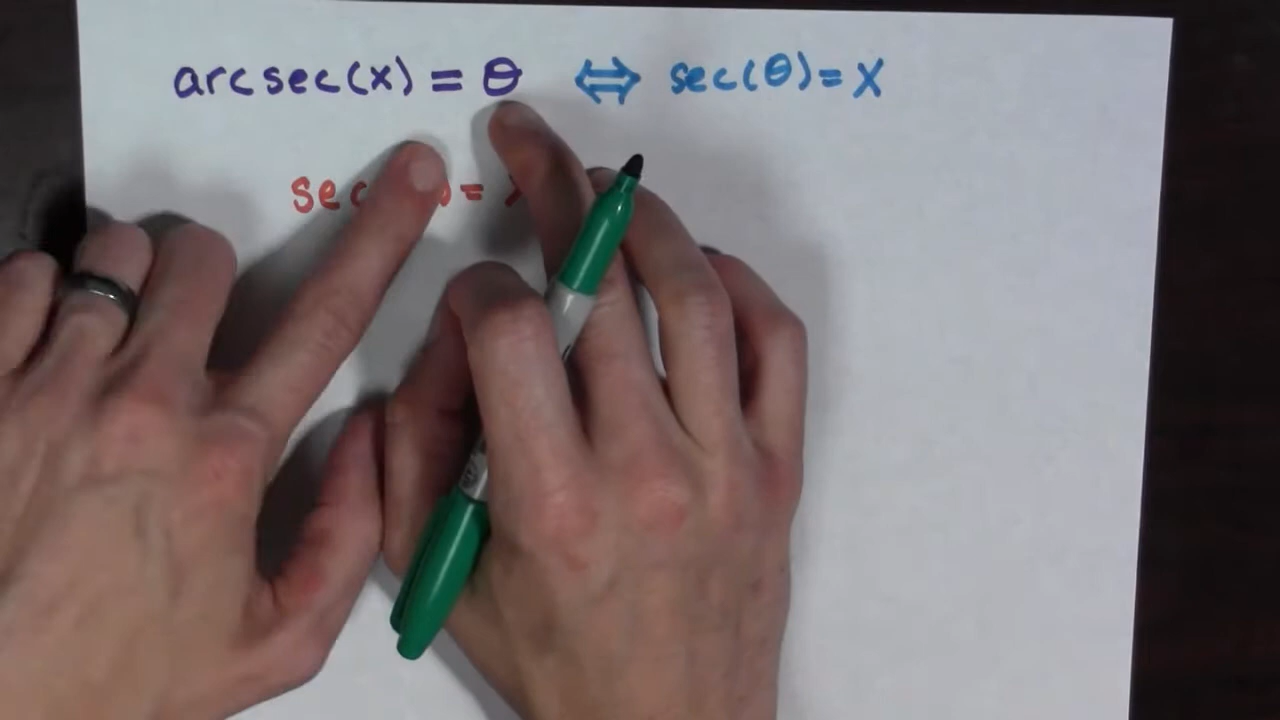 arcsec(x) = θ ⇔ sec(θ) = x
sec =